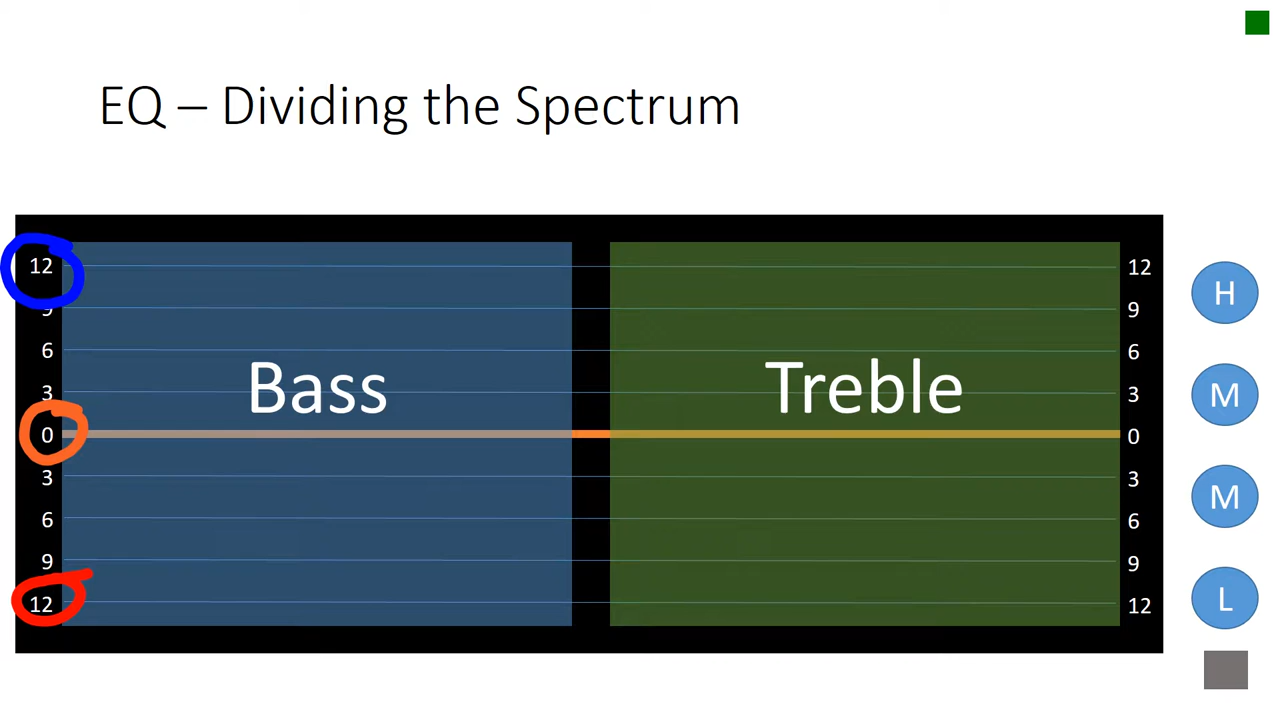 EQ – Dividing the Spectrum
12 12
9 9
6 6
3 3
0 0
3 3
6 6
9 9
12 12
Bass Treble
H
M
M
L